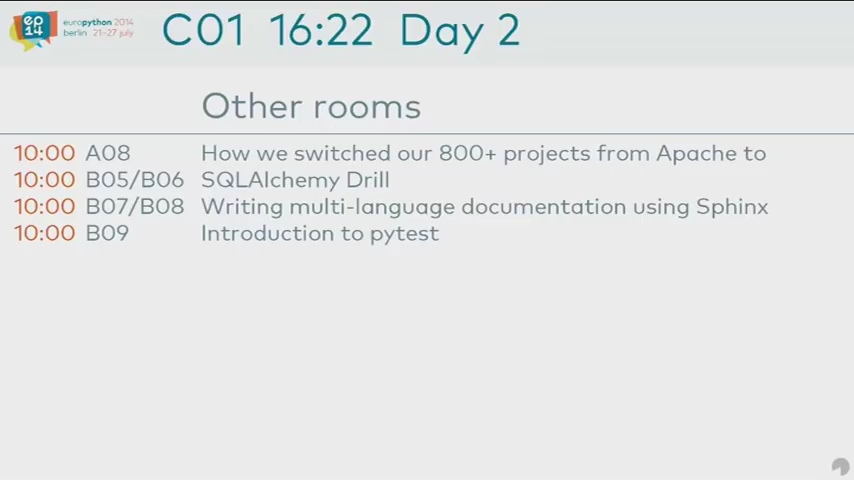 ep
14
europython 2014
berlin 21–27 july
C01 16:22 Day 2
Other rooms
10:00 A08 How we switched our 800+ projects from Apache to
10:00 B05/B06 SQLAlchemy Drill
10:00 B07/B08 Writing multi-language documentation using Sphinx
10:00 B09 Introduction to pytest